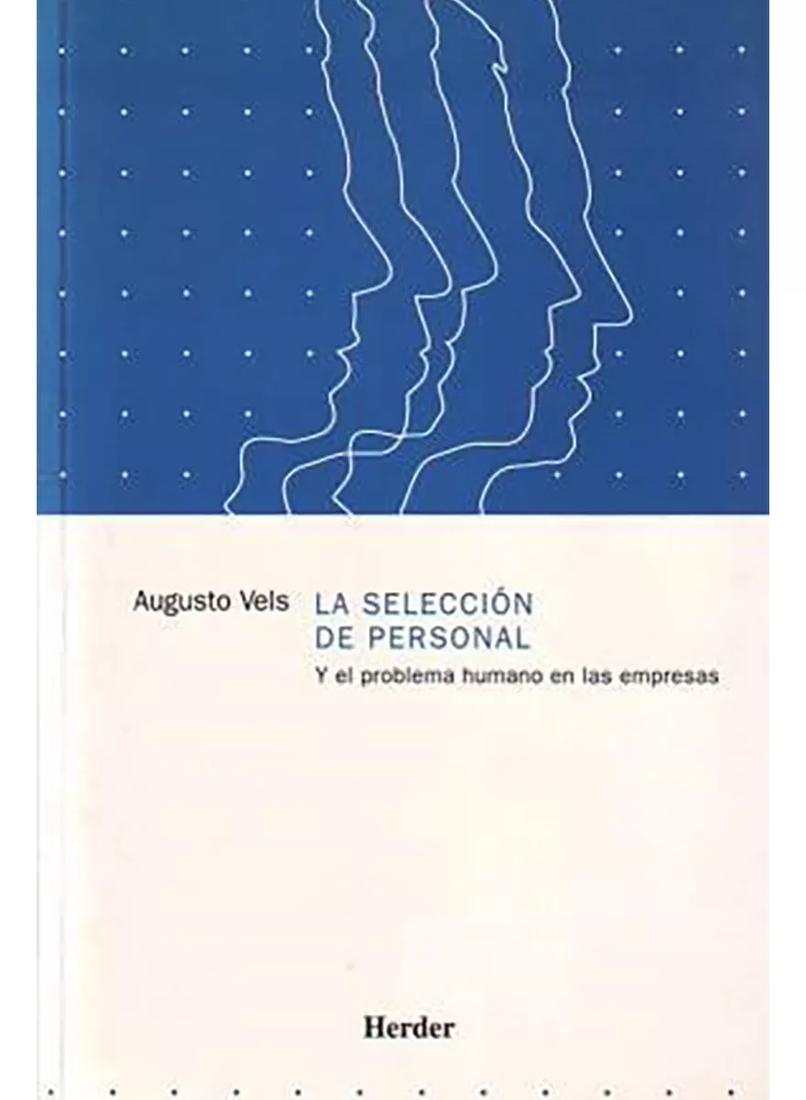 Augusto Vels
LA SELECCIÓN
DE PERSONAL
Y el problema humano en las empresas
Herder